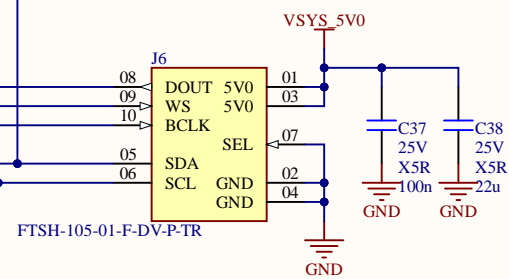 VSYS_5V0
J6
08 DOUT 5V0 01
09 WS 5V0 03
10 BCLK
SEL 07
05 SDA
06 SCL GND 02
GND 04
FTSH-105-01-F-DV-P-TR
GND
C37
25V
X5R
100n
GND
C38
25V
X5R
22u
GND